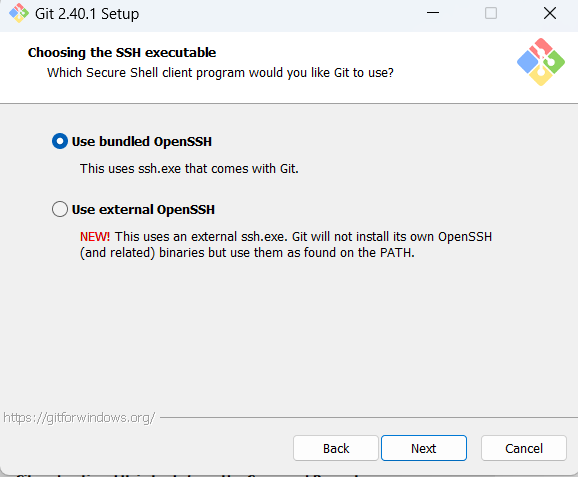 Git 2.40.1 Setup
Choosing the SSH executable
Which Secure Shell client program would you like Git to use?
Use bundled OpenSSH
This uses ssh.exe that comes with Git.
Use external OpenSSH
NEW! This uses an external ssh.exe. Git will not install its own OpenSSH
(and related) binaries but use them as found on the PATH.
https://gitforwindows.org/
Back
Next
Cancel